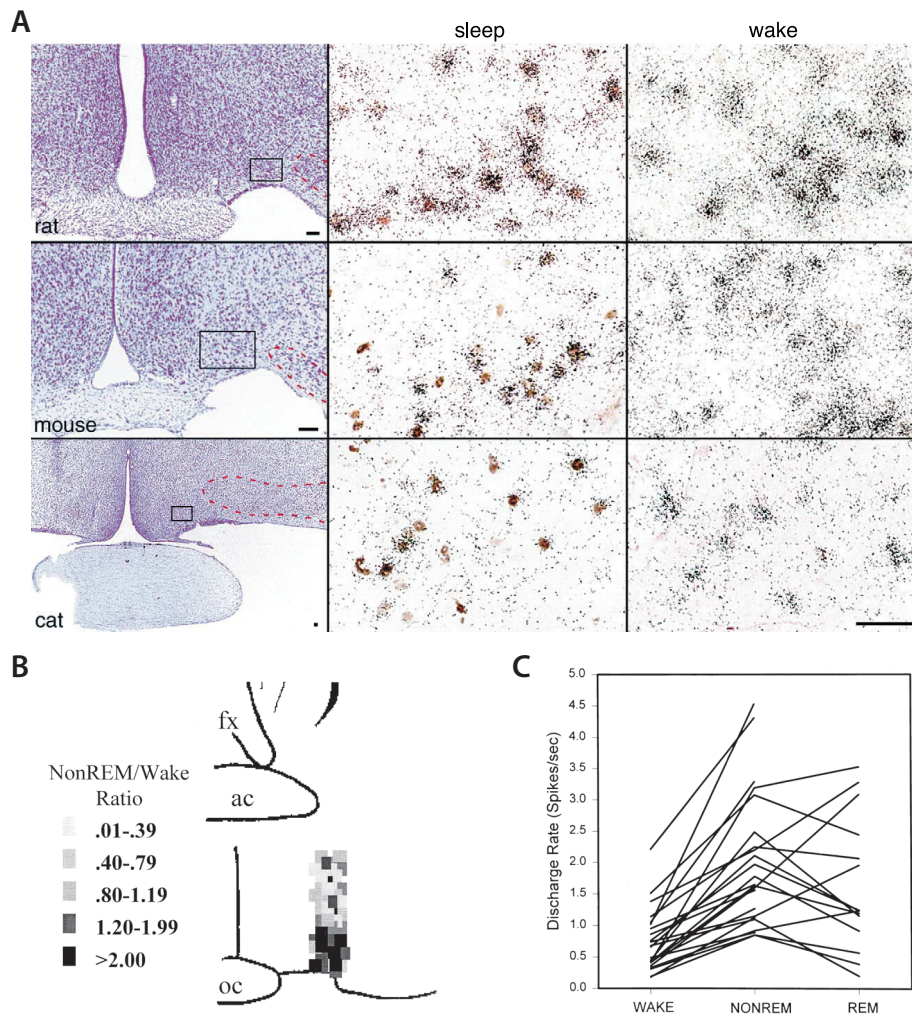 A
sleep
wake
rat
mouse
cat
B
fx
ac
NonREM/Wake
Ratio
.01-.39
.40-.79
.80-1.19
1.20-1.99
>2.00
oc
C
Discharge Rate (Spikes/sec)
5.0
4.5
4.0
3.5
3.0
2.5
2.0
1.5
1.0
0.5
0.0
WAKE
NONREM
REM